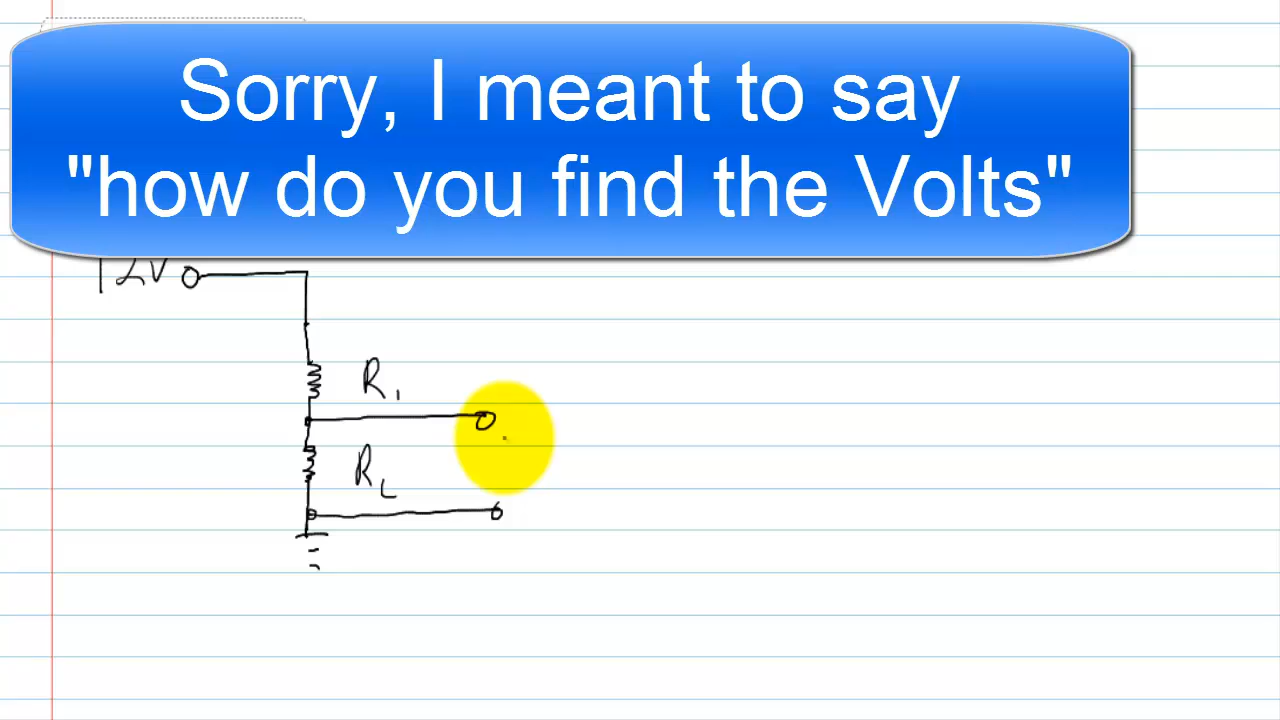 Sorry, I meant to say
"how do you find the Volts"
12V
R1
RL